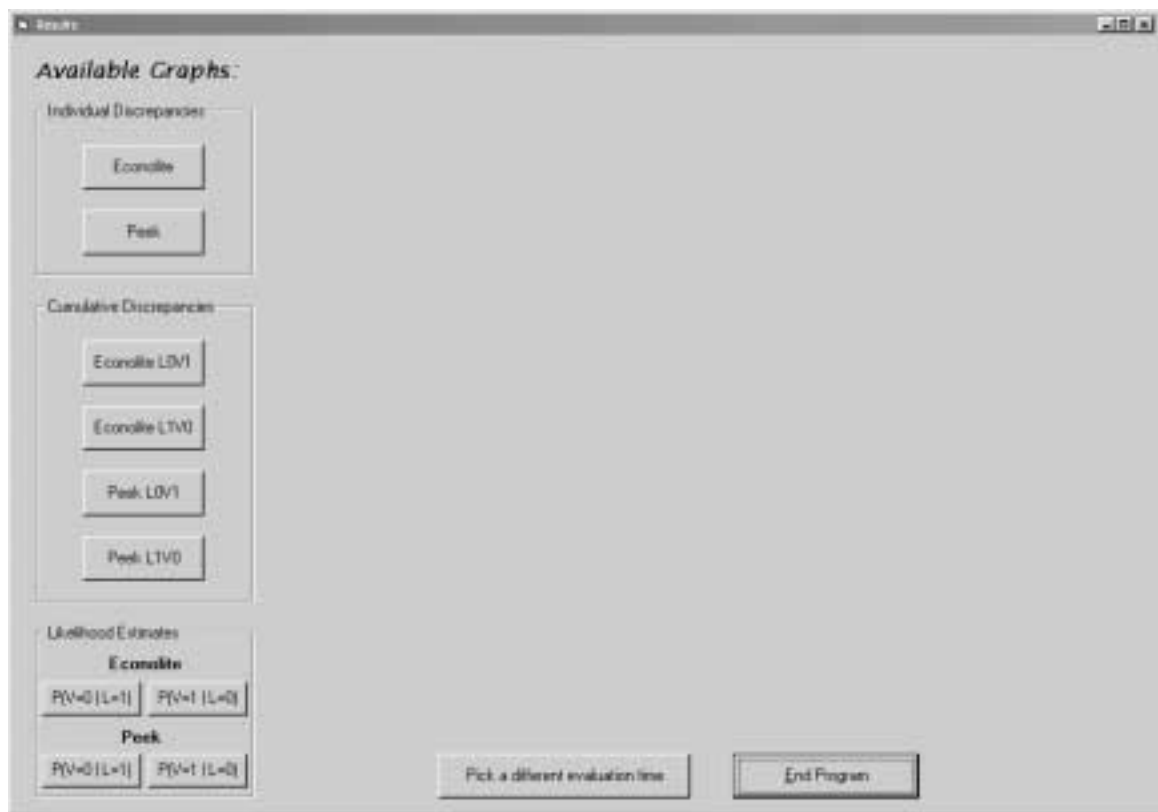 Results
Available Graphs:
Individual Discrepancies
Econolite
Peek
Cumulative Discrepancies
Econolite L0V1
Econolite L1V0
Peek L0V1
Peek L1V0
Likelihood Estimates
Econolite
P(V=0 | L=1) P(V=1 | L=0)
Peek
P(V=0 | L=1) P(V=1 | L=0)
Pick a different evaluation time End Program